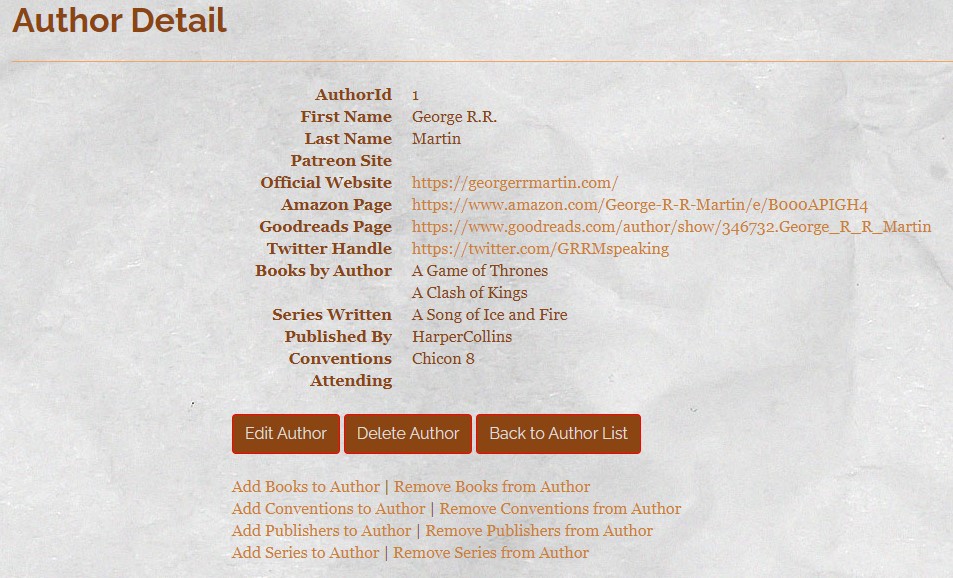 Author Detail
AuthorId 1
First Name George R.R.
Last Name Martin
Patreon Site
Official Website https://georgerrmartin.com/
Amazon Page https://www.amazon.com/George-R-R-Martin/e/B000APIGH4
Goodreads Page https://www.goodreads.com/author/show/346732.George_R_R_Martin
Twitter Handle https://twitter.com/GRRMspeaking
Books by Author A Game of Thrones
A Clash of Kings
Series Written A Song of Ice and Fire
Published By HarperCollins
Conventions Chicon 8
Attending
Edit Author Delete Author Back to Author List
Add Books to Author | Remove Books from Author
Add Conventions to Author | Remove Conventions from Author
Add Publishers to Author | Remove Publishers from Author
Add Series to Author | Remove Series from Author